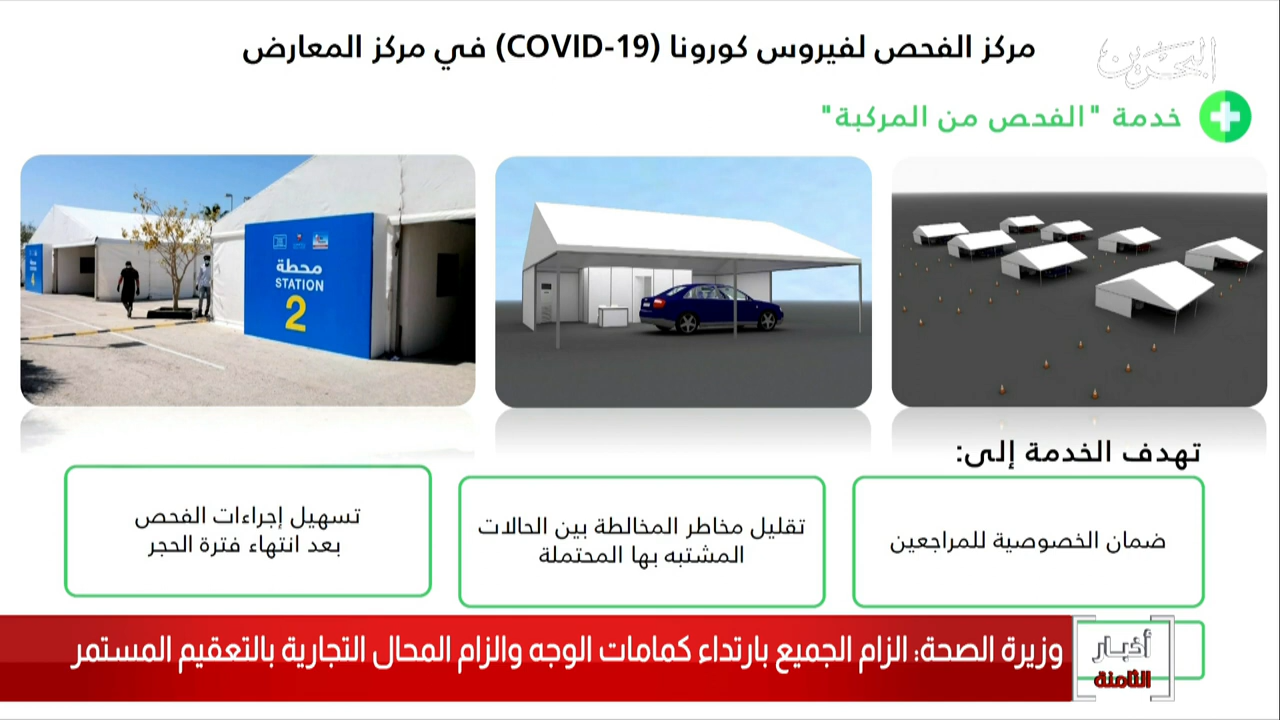 مركز الفحص لفيروس كورونا (COVID-19) في مركز المعارض
البحرين
خدمة "الفحص من المركبة"
محطة
STATION
2
تهدف الخدمة إلى:
ضمان الخصوصية للمراجعين
تقليل مخاطر المخالطة بين الحالات
المشتبه بها المحتملة
تسهيل إجراءات الفحص
بعد انتهاء فترة الحجر
أخبار
الثامنة
وزيرة الصحة: الزام الجميع بارتداء كمامات الوجه والزام المحال التجارية بالتعقيم المستمر